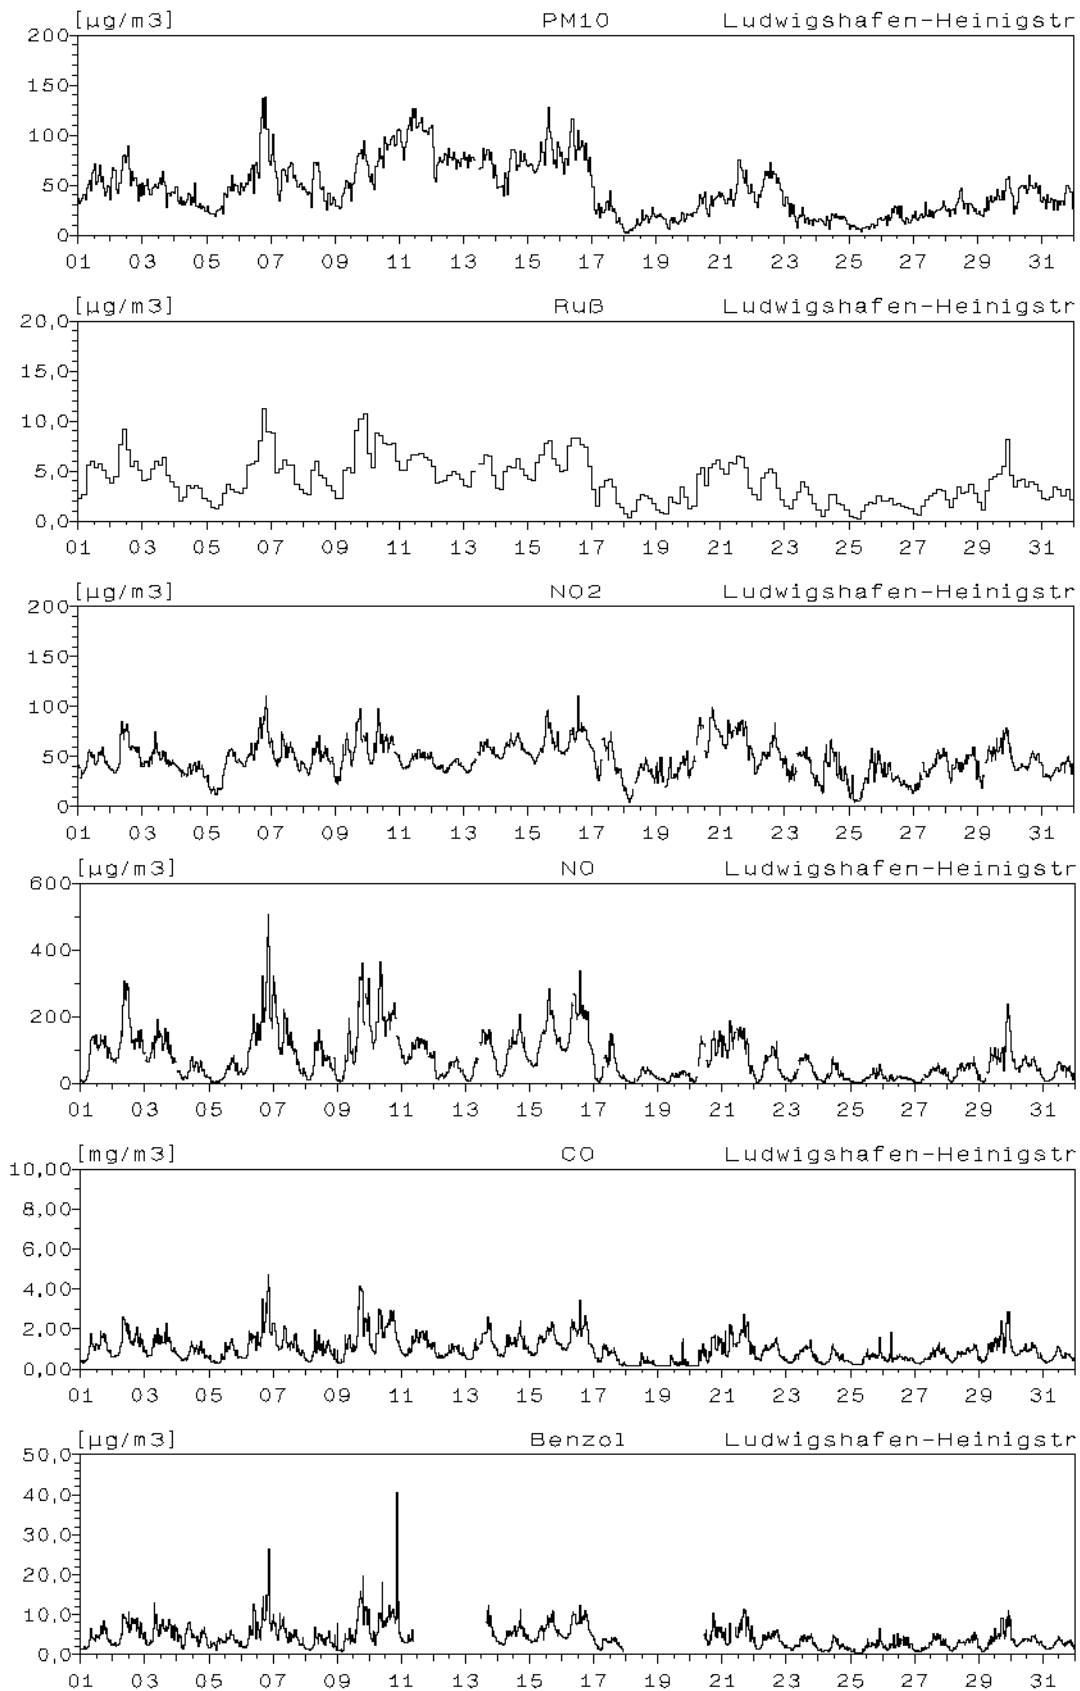 [µg/m3] PM10 Ludwigshafen-Heinigstr
200
150
100
50
0
01 03 05 07 09 11 13 15 17 19 21 23 25 27 29 31
[µg/m3] Ruß Ludwigshafen-Heinigstr
20,0
15,0
10,0
5,0
0,0
01 03 05 07 09 11 13 15 17 19 21 23 25 27 29 31
[µg/m3] NO2 Ludwigshafen-Heinigstr
200
150
100
50
0
01 03 05 07 09 11 13 15 17 19 21 23 25 27 29 31
[µg/m3] NO Ludwigshafen-Heinigstr
600
400
200
0
01 03 05 07 09 11 13 15 17 19 21 23 25 27 29 31
[mg/m3] CO Ludwigshafen-Heinigstr
10,00
8,00
6,00
4,00
2,00
0,00
01 03 05 07 09 11 13 15 17 19 21 23 25 27 29 31
[µg/m3] Benzol Ludwigshafen-Heinigstr
50,0
40,0
30,0
20,0
10,0
0,0
01 03 05 07 09 11 13 15 17 19 21 23 25 27 29 31